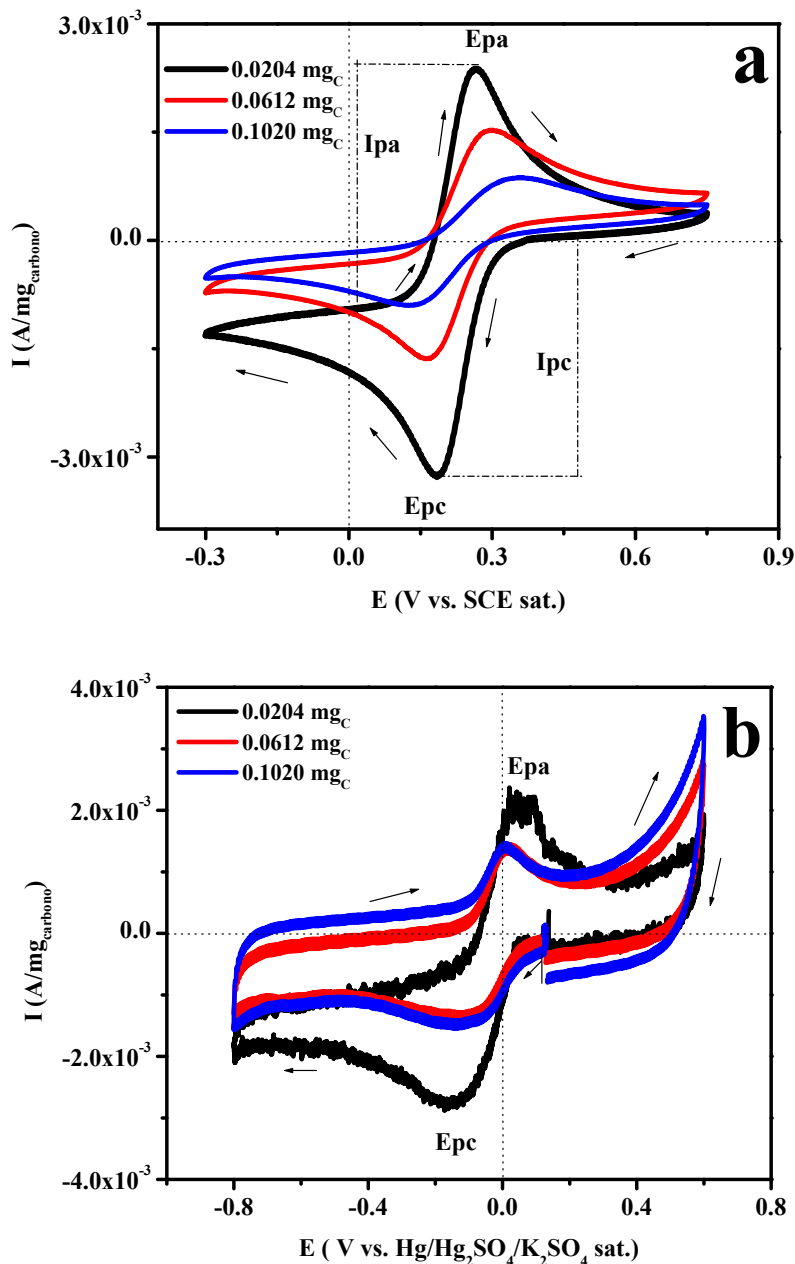 a
3.0x10⁻³
0.0
-3.0x10⁻³
I (A/mg_carbono)
0.0204 mg_C
0.0612 mg_C
0.1020 mg_C
Epa
Ipa
Ipc
Epc
-0.3 0.0 0.3 0.6 0.9
E (V vs. SCE sat.)
b
4.0x10⁻³
2.0x10⁻³
0.0
-2.0x10⁻³
-4.0x10⁻³
I (A/mg_carbono)
0.0204 mg_C
0.0612 mg_C
0.1020 mg_C
Epa
Epc
-0.8 -0.4 0.0 0.4 0.8
E ( V vs. Hg/Hg₂SO₄/K₂SO₄ sat.)